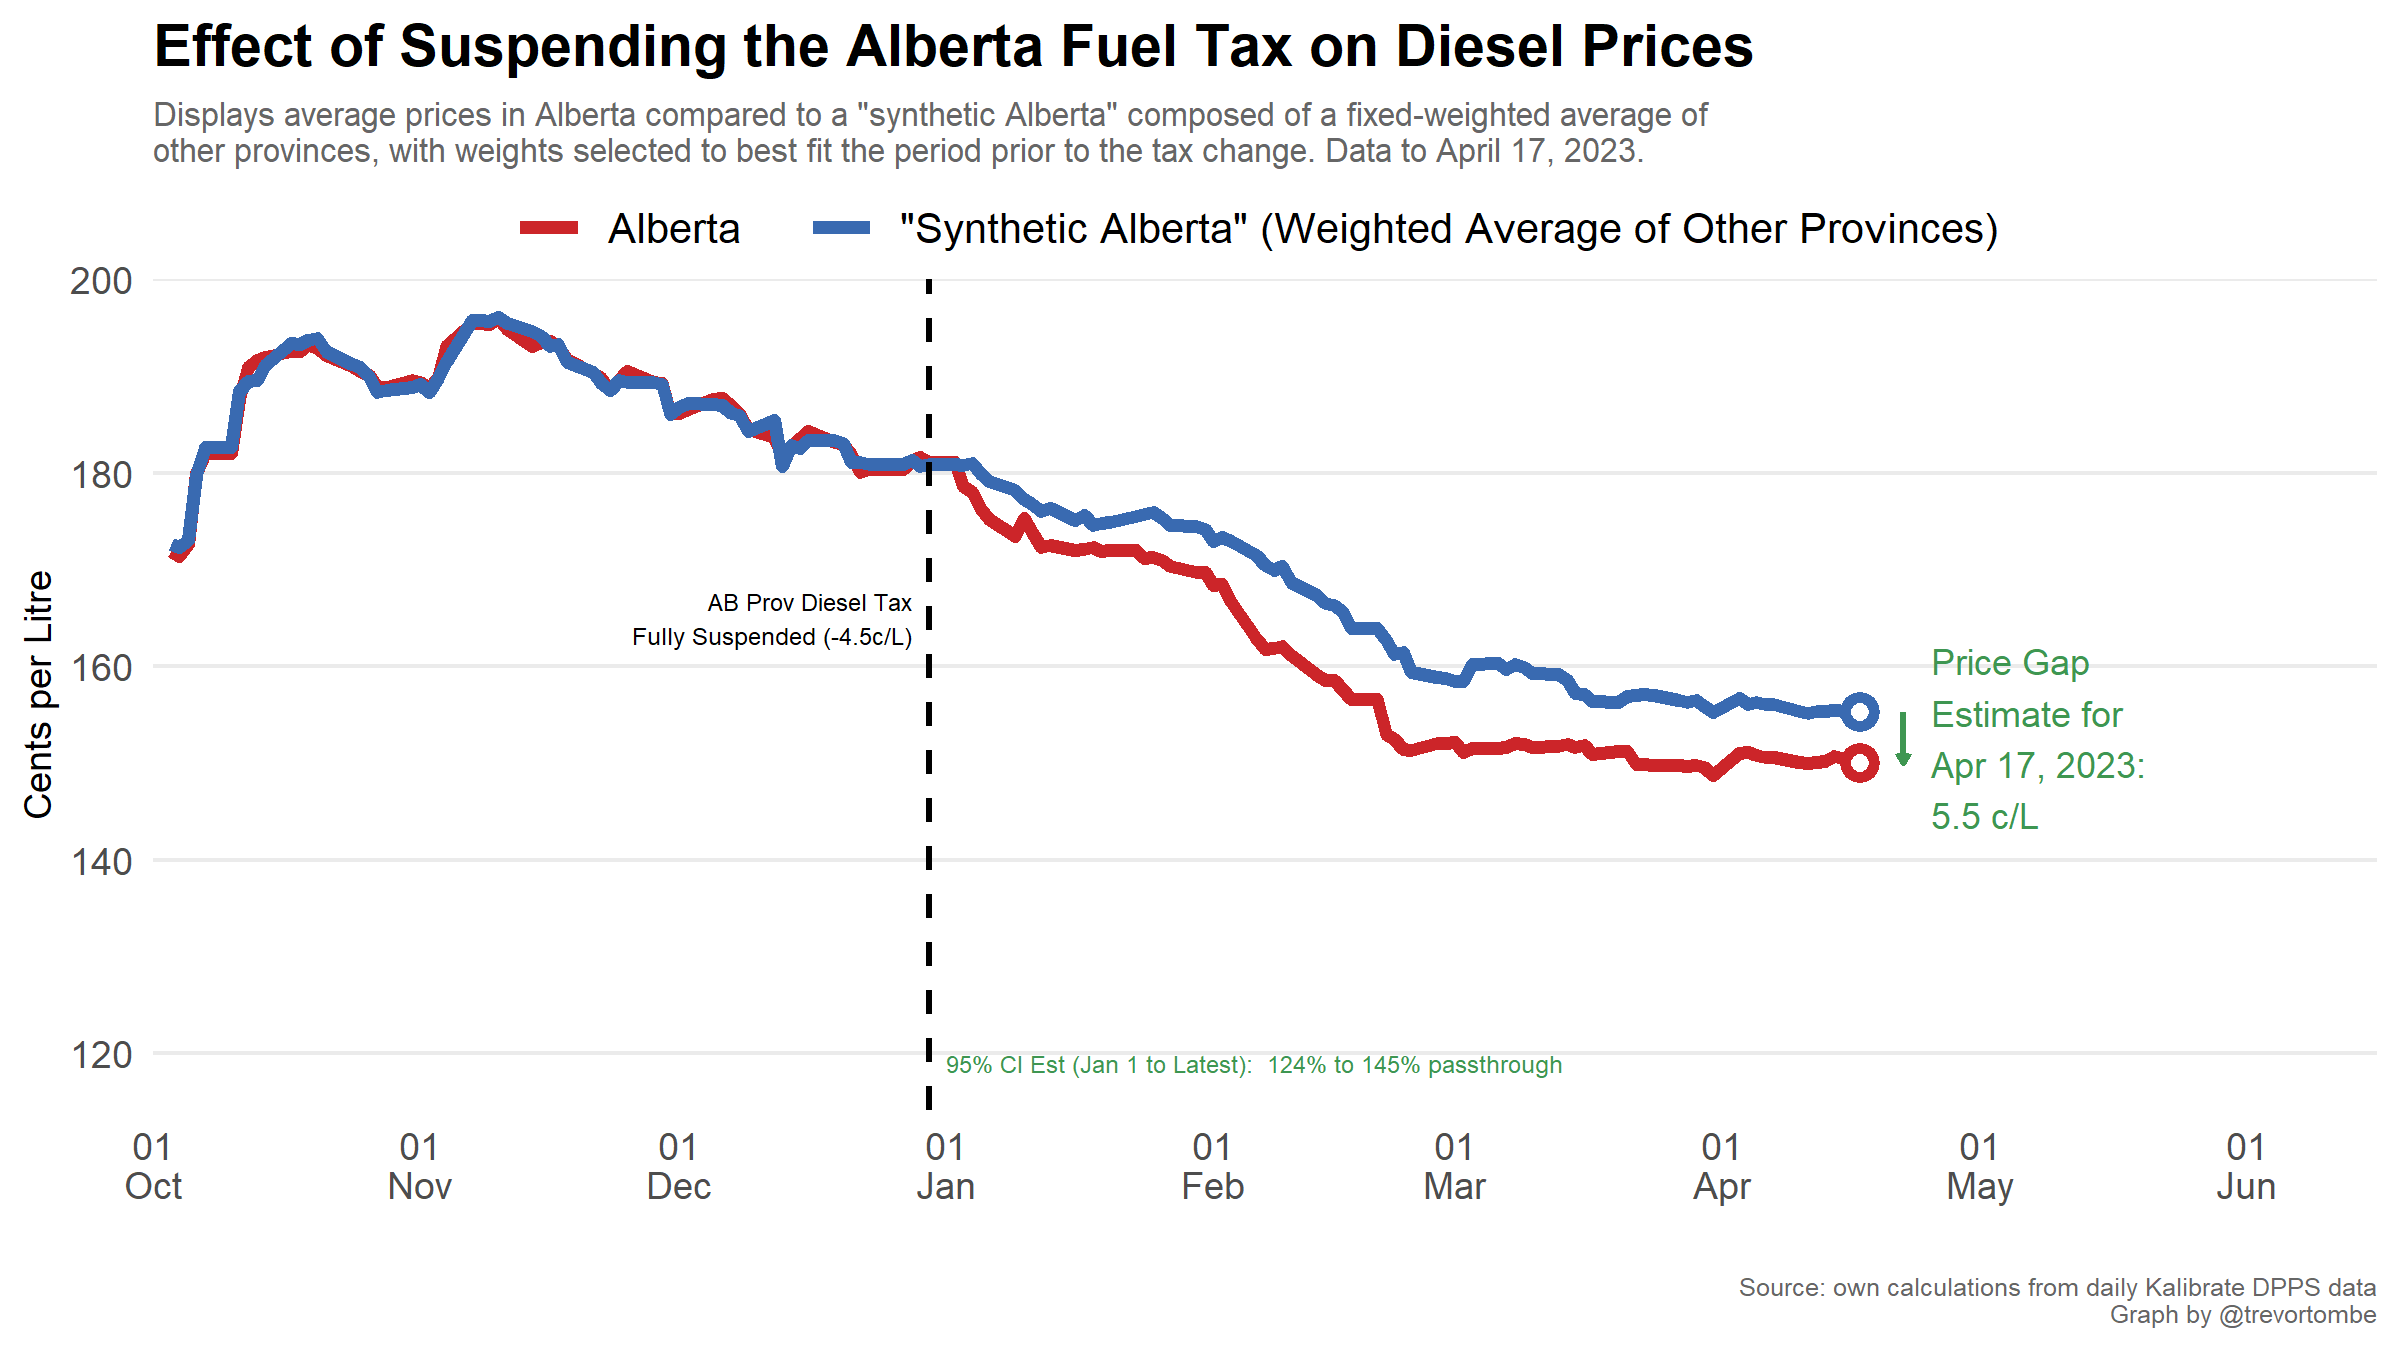 Effect of Suspending the Alberta Fuel Tax on Diesel Prices
Displays average prices in Alberta compared to a "synthetic Alberta" composed of a fixed-weighted average of
other provinces, with weights selected to best fit the period prior to the tax change. Data to April 17, 2023.
Alberta
"Synthetic Alberta" (Weighted Average of Other Provinces)
Cents per Litre
200
180
160
140
120
AB Prov Diesel Tax
Fully Suspended (-4.5c/L)
Price Gap
Estimate for
Apr 17, 2023:
5.5 c/L
95% CI Est (Jan 1 to Latest):  124% to 145% passthrough
01
Oct
01
Nov
01
Dec
01
Jan
01
Feb
01
Mar
01
Apr
01
May
01
Jun
Source: own calculations from daily Kalibrate DPPS data
Graph by @trevortombe